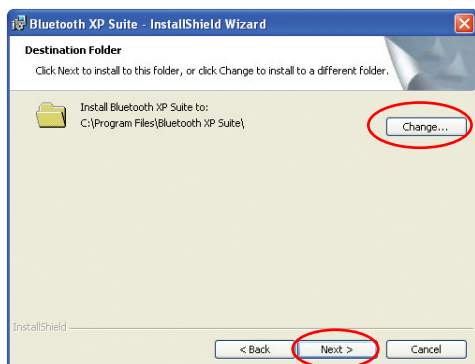 Bluetooth XP Suite - InstallShield Wizard
Destination Folder
Click Next to install to this folder, or click Change to install to a different folder.
Install Bluetooth XP Suite to:
C:\Program Files\Bluetooth XP Suite\
Change...
InstallShield
< Back
Next >
Cancel